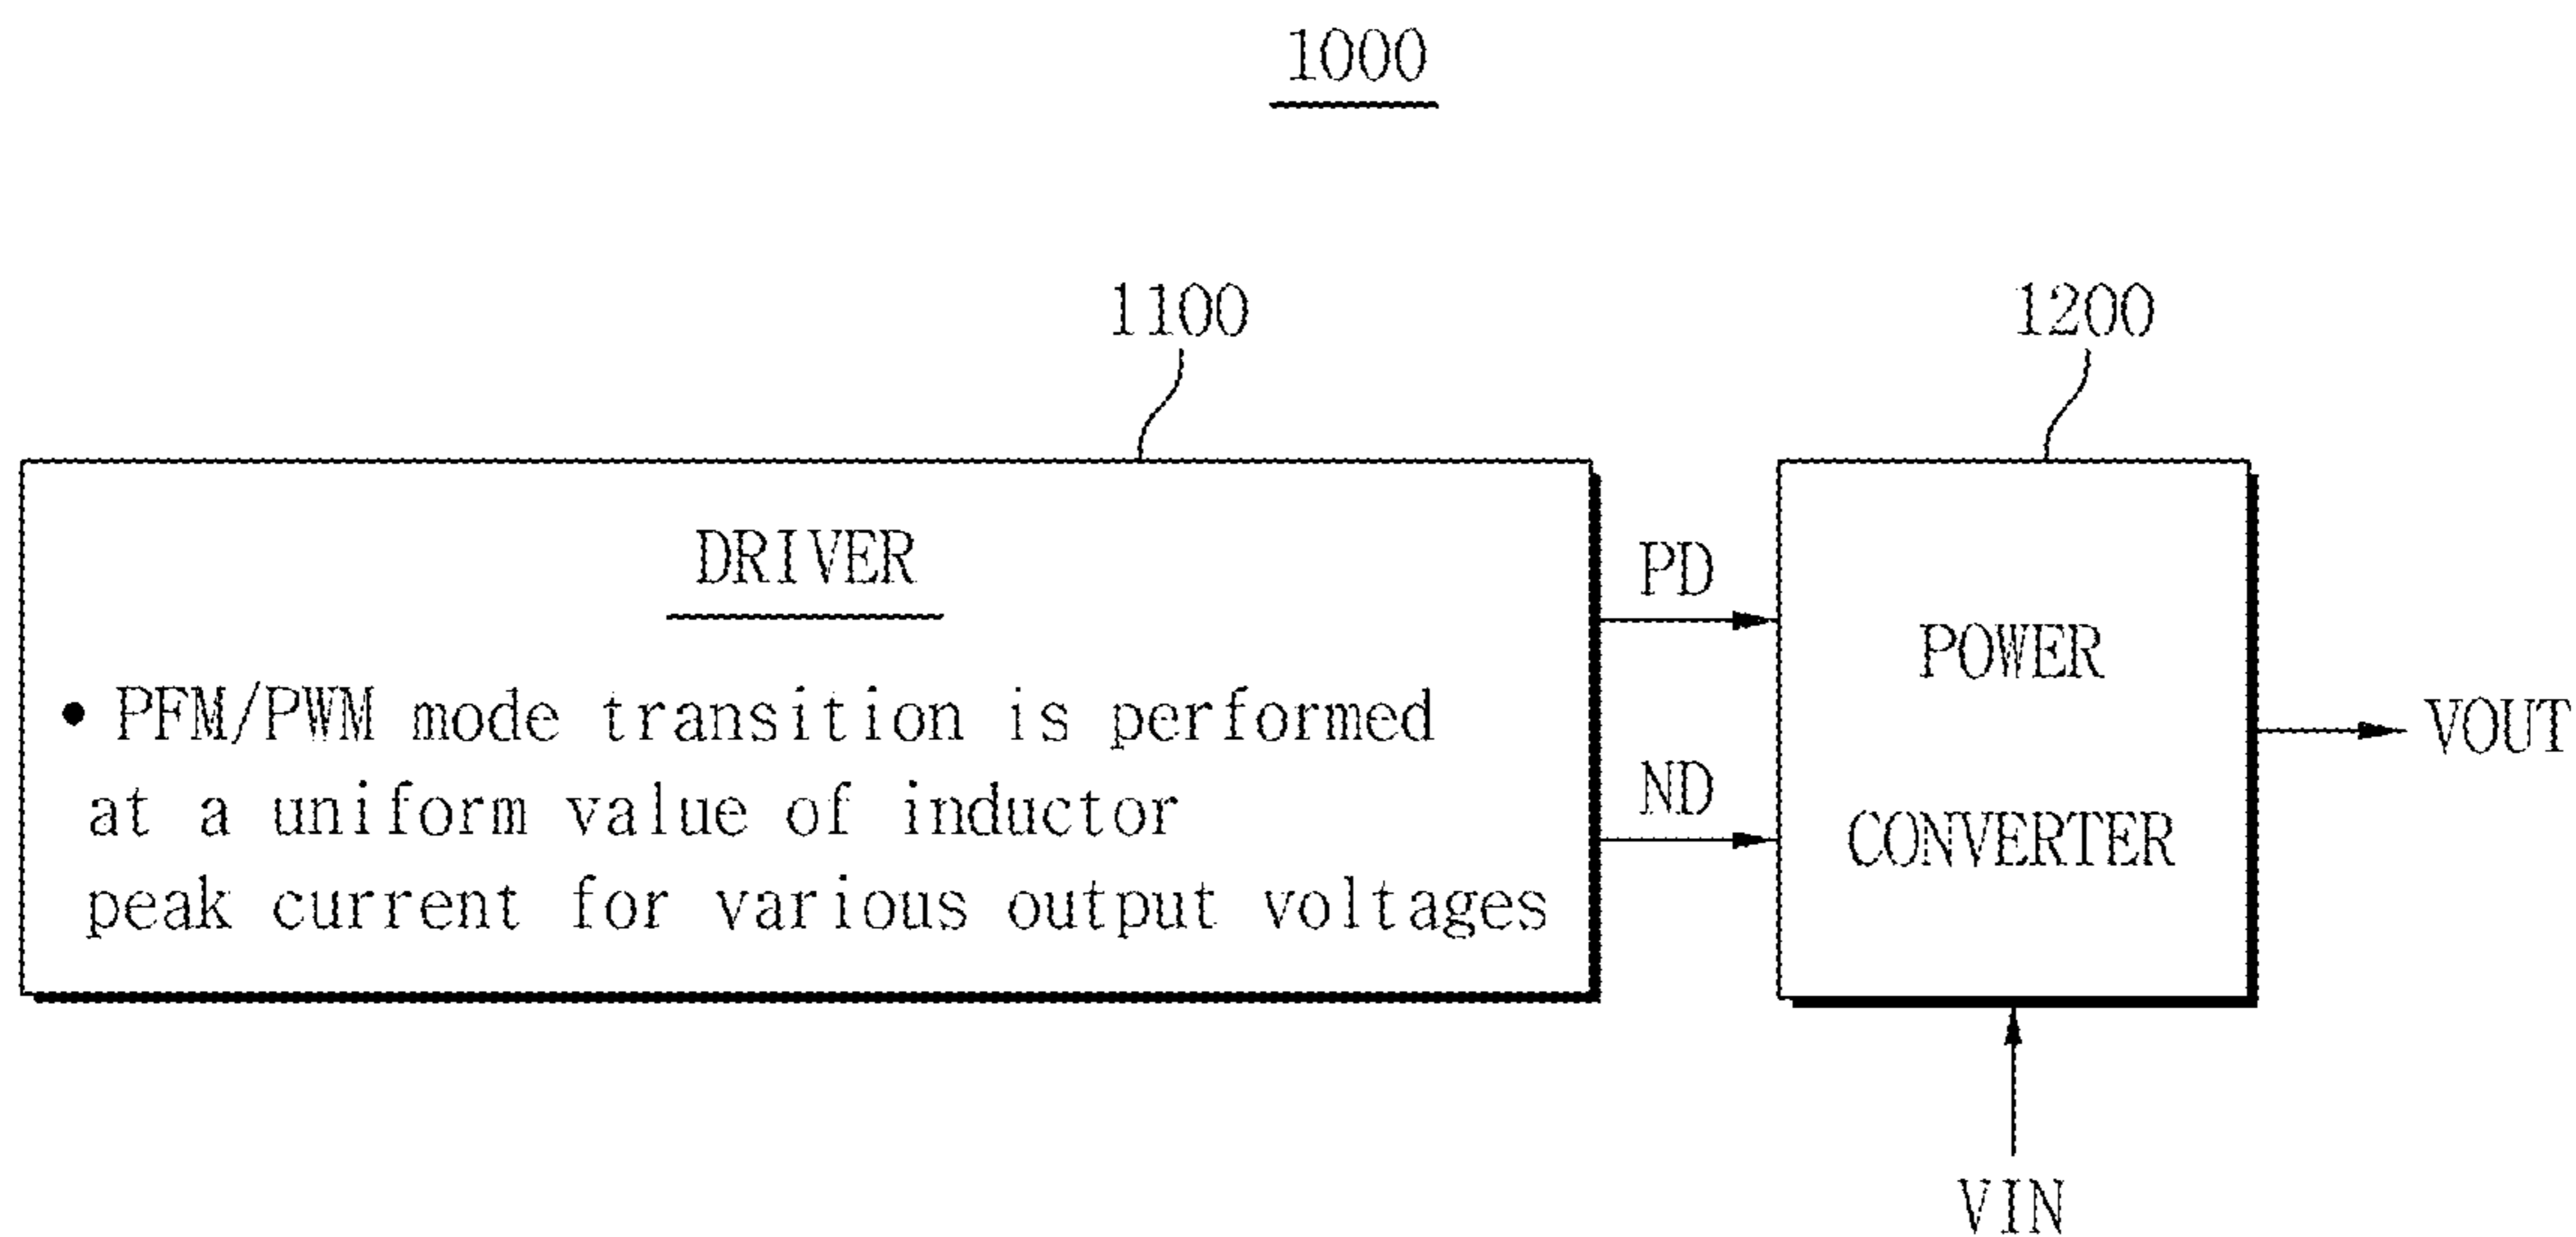 1000
1100
1200
DRIVER
• PFM/PWM mode transition is performed
at a uniform value of inductor
peak current for various output voltages
PD
ND
POWER
CONVERTER
VOUT
VIN